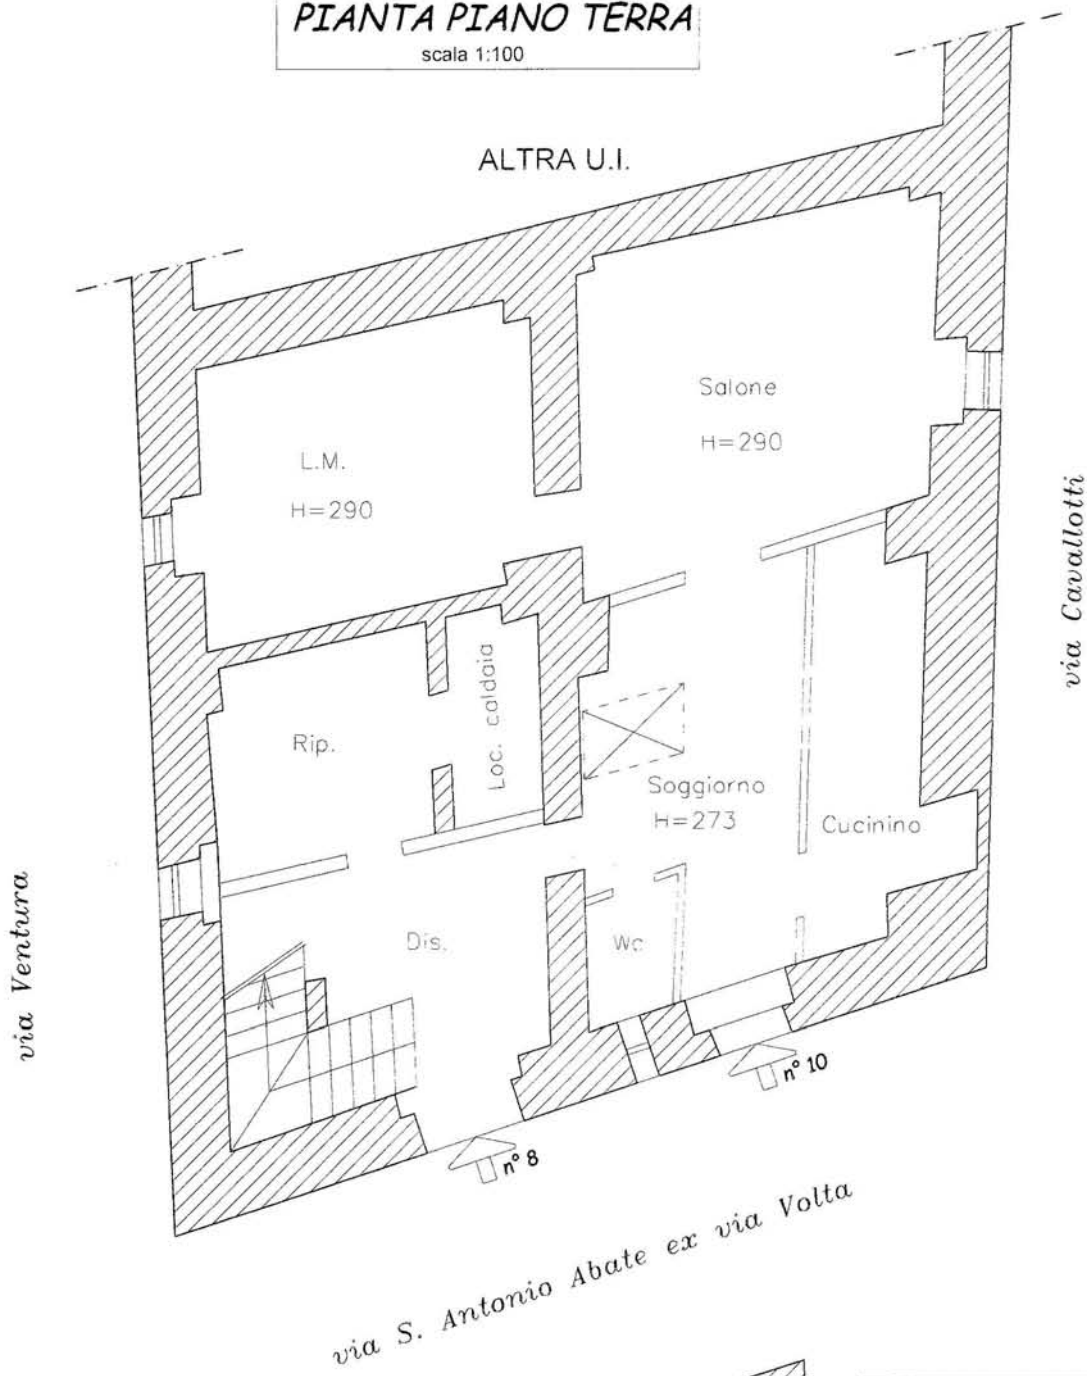 PIANTA PIANO TERRA
scala 1:100
ALTRA U.I.
Salone
H=290
L.M.
H=290
via Cavallotti
Loc. caldaia
Rip.
Soggiorno
H=273
Cucinino
via Ventura
Dis.
Wc
n° 10
n° 8
via S. Antonio Abate ex via Volta